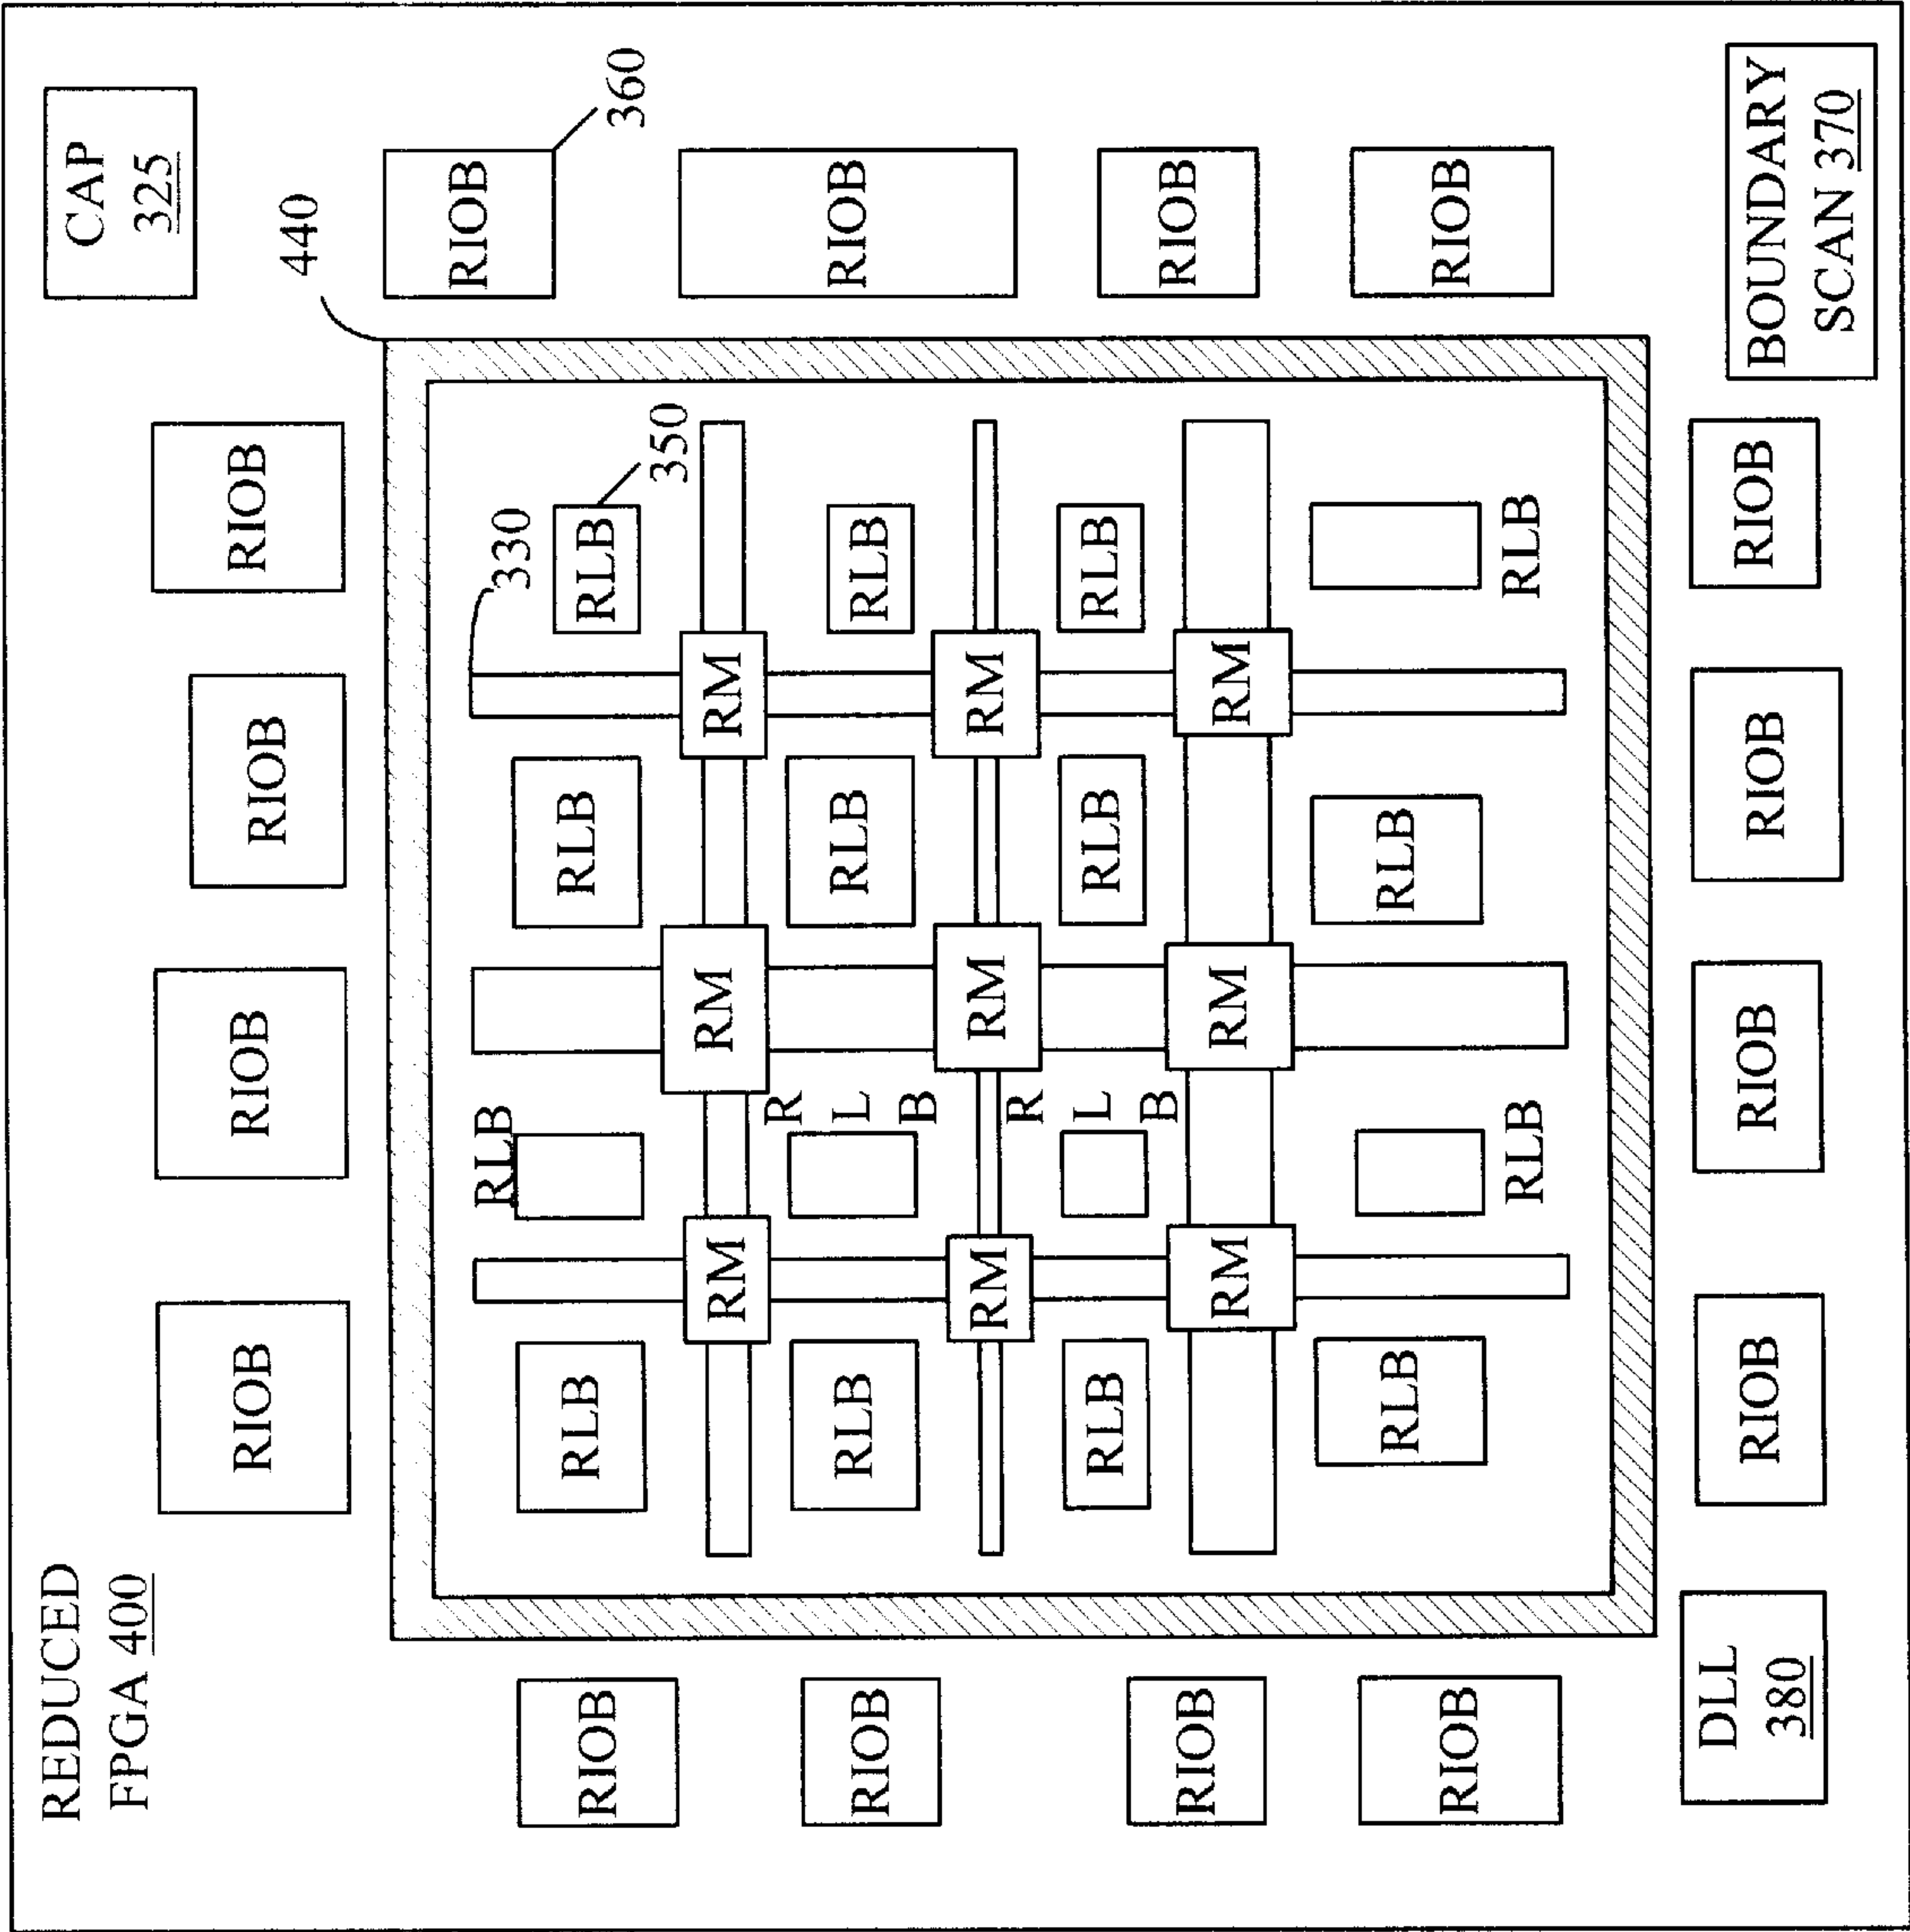 REDUCED
FPGA 400
CAP
325
RIOB
RIOB
RIOB
RIOB
440
RIOB
360
RLB
330
RIOB
RLB
RLB
RLB
350
RM
RM
RM
RIOB
RLB
R
L
B
RLB
RLB
RIOB
RM
RM
RM
RIOB
RLB
R
L
B
RLB
RLB
RIOB
RM
RM
RM
RIOB
RLB
RLB
RLB
RLB
RIOB
DLL
380
RIOB
RIOB
RIOB
RIOB
BOUNDARY
SCAN 370